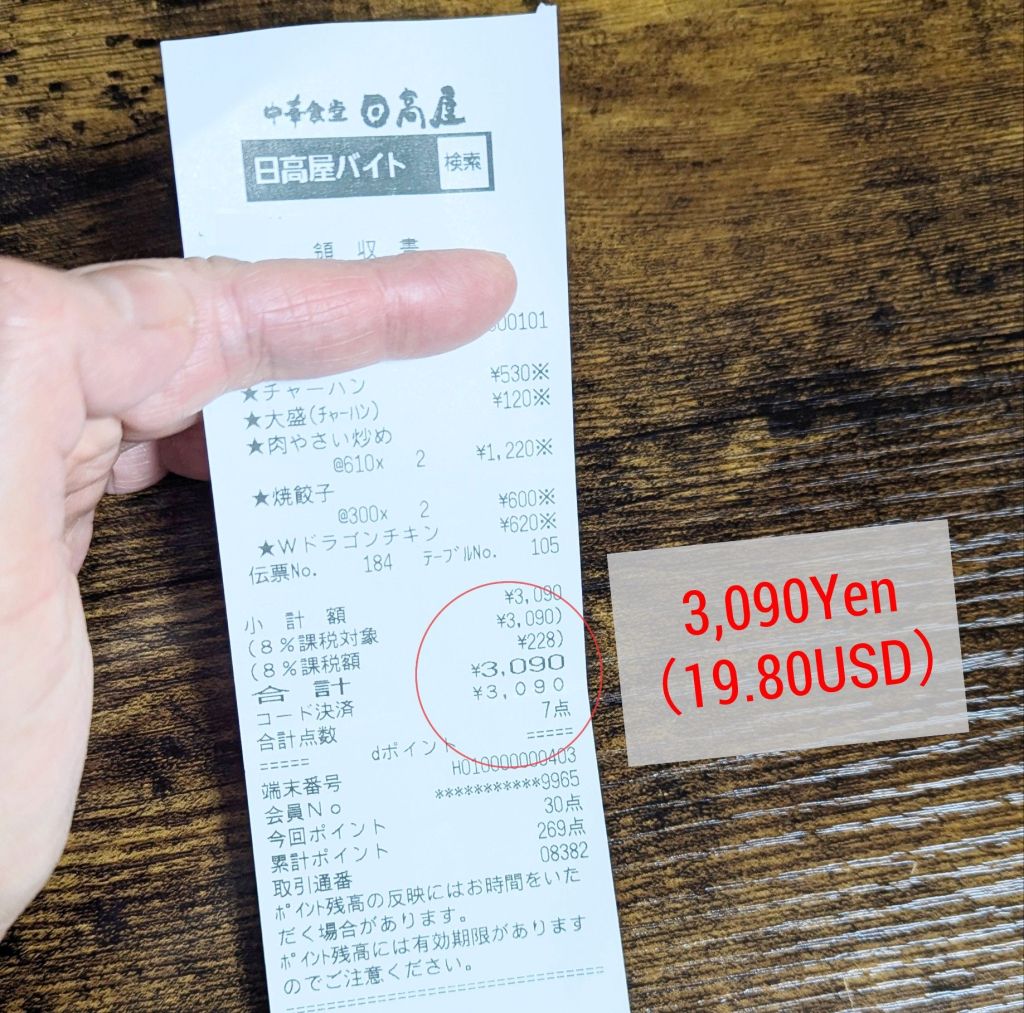 中華食堂 日高屋
日高屋バイト 検索
領 収 書
00101
★チャーハン ¥530※
★大盛(ﾁｬｰﾊﾝ) ¥120※
★肉やさい炒め
@610x 2 ¥1,220※
★焼餃子
@300x 2 ¥600※
★Wドラゴンチキン ¥620※
伝票No. 184 ﾃｰﾌﾞﾙNo. 105
小 計 額 ¥3,090
(8%課税対象 ¥3,090)
(8%課税額 ¥228)
合 計 ¥3,090
コード決済 ¥3,090
合計点数 7点
===== dポイント =====
端末番号 H010000000403
会員No ***********9965
今回ポイント 30点
累計ポイント 269点
取引通番 08382
ﾎﾟｲﾝﾄ残高の反映にはお時間をいた
だく場合があります。
ﾎﾟｲﾝﾄ残高には有効期限があります
のでご注意ください。
3,090Yen
(19.80USD)